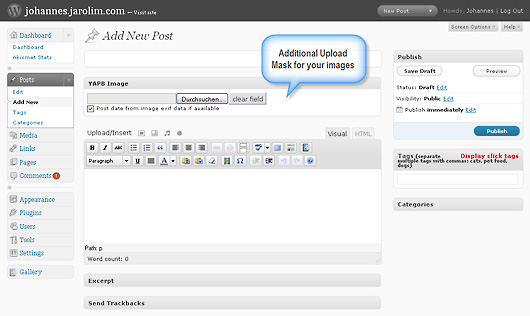 johannes.jarolim.com ← Visit site
New Post
Howdy, Johannes | Log Out
Screen Options
Help
Dashboard
Dashboard
Akismet Stats
Posts
Edit
Add New
Tags
Categories
Media
Links
Pages
Comments 1
Appearance
Plugins
Users
Tools
Settings
Gallery
Add New Post
Additional Upload
Mask for your images
YAPB Image
Durchsuchen... clear field
Post date from image exif data if available
Upload/Insert
Visual
HTML
B I ABC
Paragraph U A
Path: p
Word count: 0
Excerpt
Send Trackbacks
Publish
Save Draft
Preview
Status: Draft Edit
Visibility: Public Edit
Publish immediately Edit
Publish
Tags (separate Display click tags
multiple tags with commas: cats, pet food,
dogs)
Categories